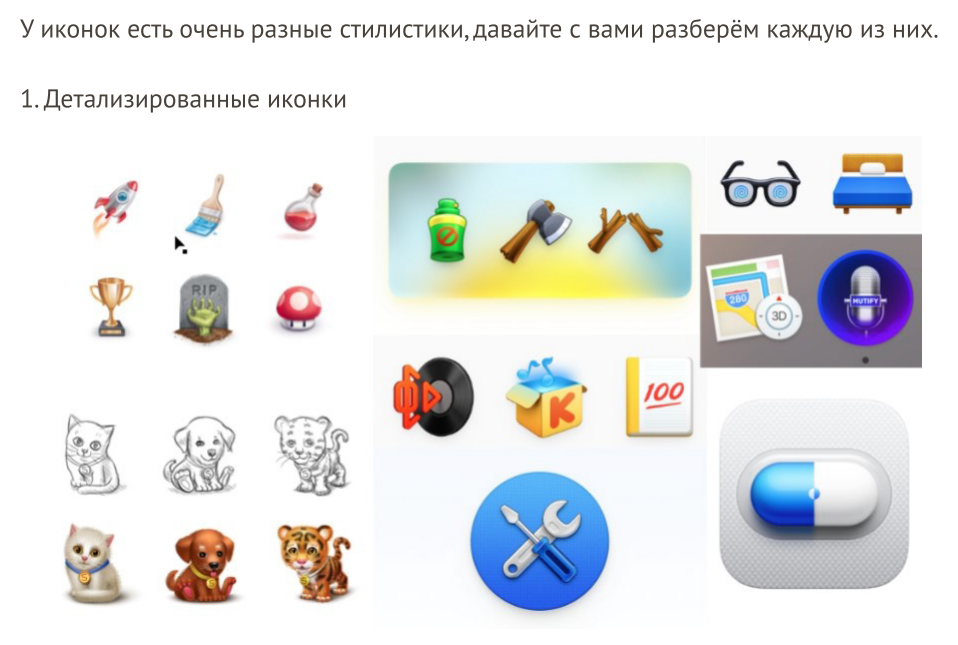 У иконок есть очень разные стилистики, давайте с вами разберём каждую из них.
1. Детализированные иконки
RIP
280
3D
MUTIFY
K
100